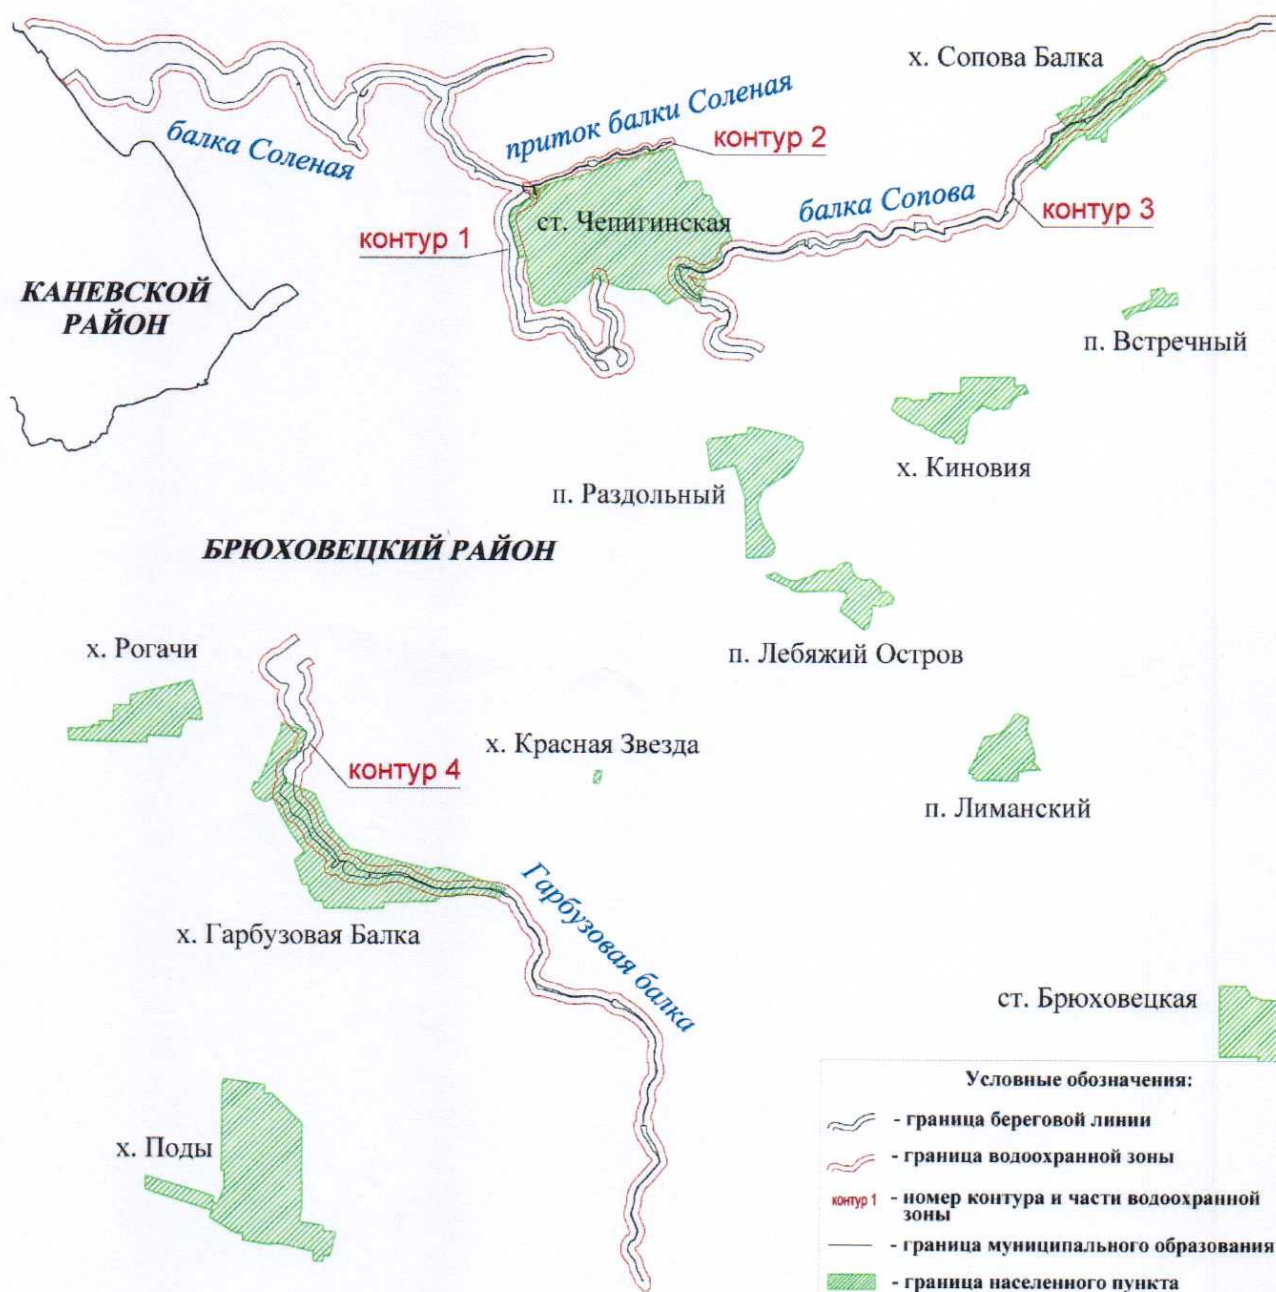 х. Сопова Балка
приток балки Соленая
балка Соленая
контур 2
ст. Чепигинская
балка Сопова
контур 3
контур 1
КАНЕВСКОЙ
РАЙОН
п. Встречный
х. Киновия
п. Раздольный
БРЮХОВЕЦКИЙ РАЙОН
х. Рогачи
п. Лебяжий Остров
х. Красная Звезда
контур 4
п. Лиманский
Гарбузовая балка
х. Гарбузовая Балка
ст. Брюховецкая
х. Поды
Условные обозначения:
- граница береговой линии
- граница водоохранной зоны
контур 1 - номер контура и части водоохранной
зоны
- граница муниципального образования
- граница населенного пункта